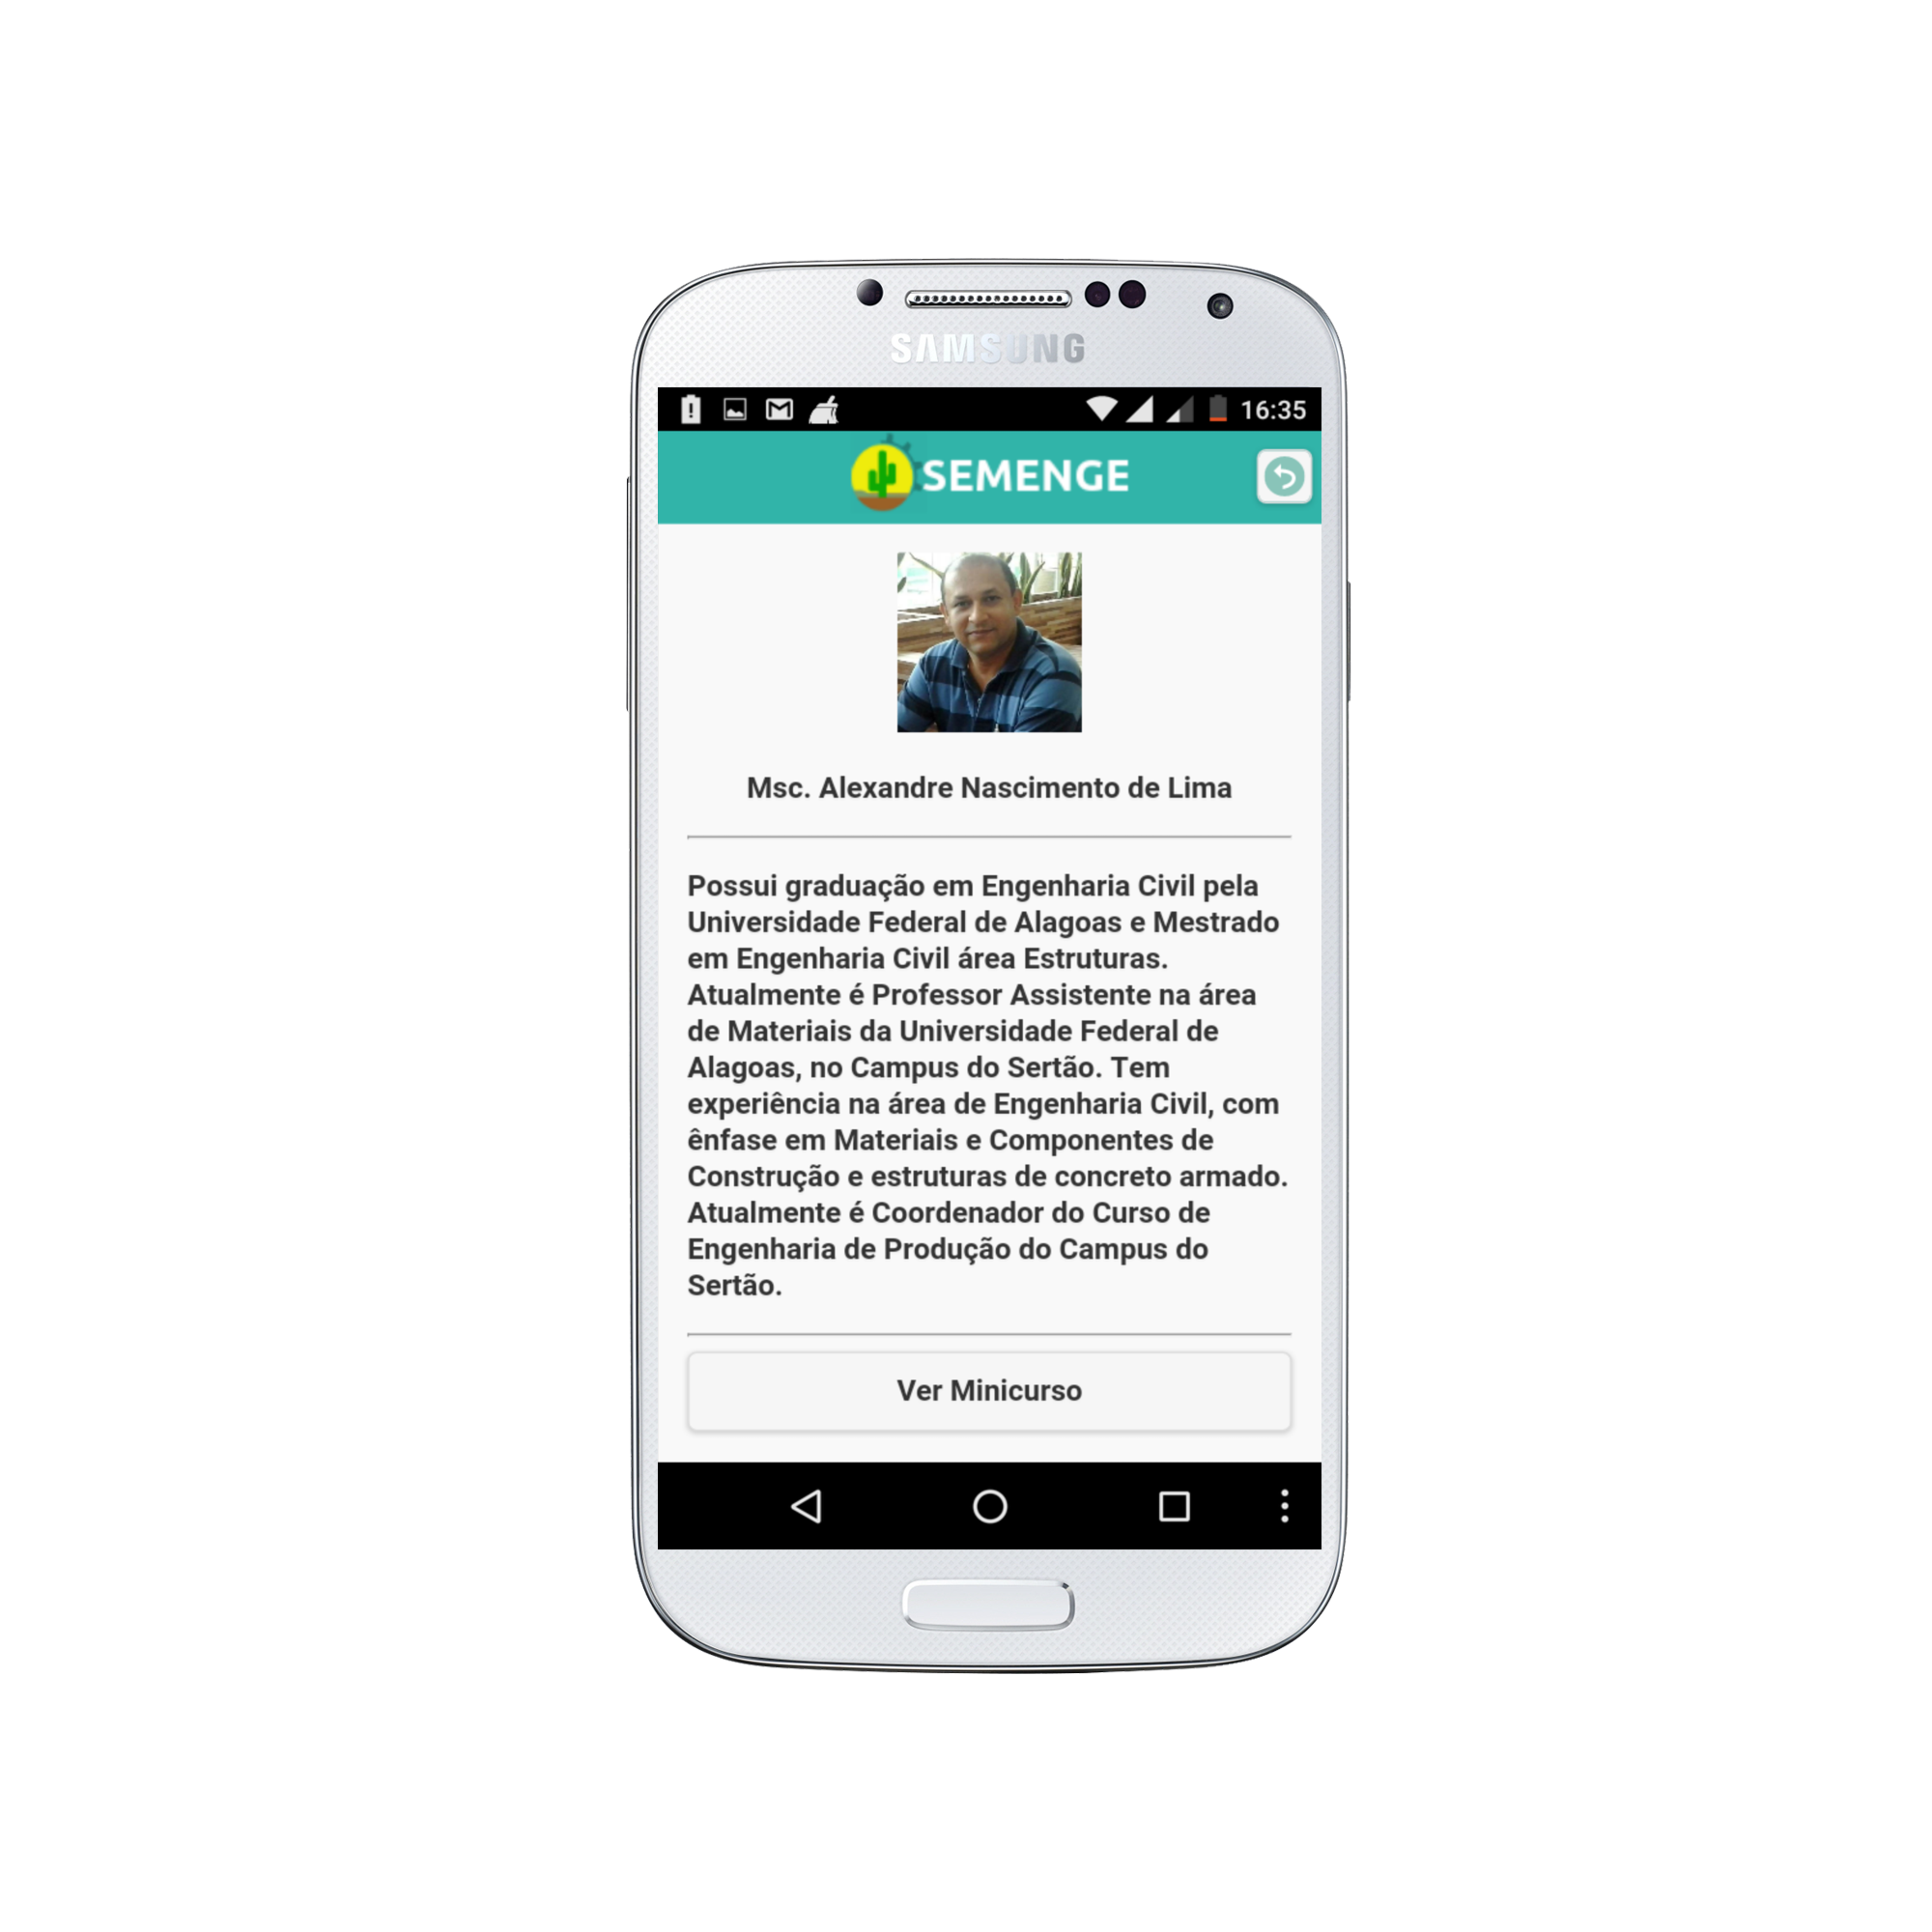 SAMSUNG
16:35
SEMENGE
Msc. Alexandre Nascimento de Lima
Possui graduação em Engenharia Civil pela
Universidade Federal de Alagoas e Mestrado
em Engenharia Civil área Estruturas.
Atualmente é Professor Assistente na área
de Materiais da Universidade Federal de
Alagoas, no Campus do Sertão. Tem
experiência na área de Engenharia Civil, com
ênfase em Materiais e Componentes de
Construção e estruturas de concreto armado.
Atualmente é Coordenador do Curso de
Engenharia de Produção do Campus do
Sertão.
Ver Minicurso